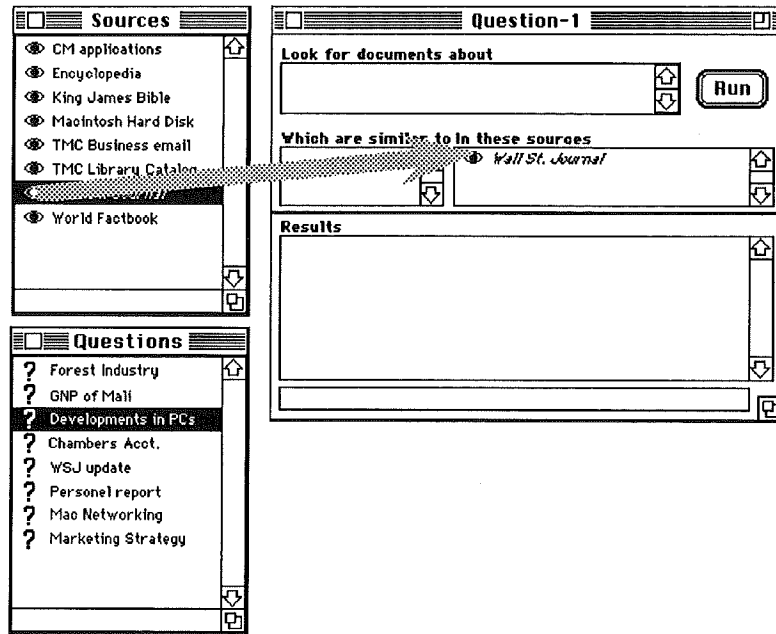 Sources
CM applications
Encyclopedia
King James Bible
Macintosh Hard Disk
TMC Business email
TMC Library Catalog
World Factbook
Questions
Forest Industry
GNP of Mali
Developments in PCs
Chambers Acct.
WSJ update
Personel report
Mac Networking
Marketing Strategy
Question-1
Look for documents about
Run
Which are similar to In these sources
Wall St. Journal
Results